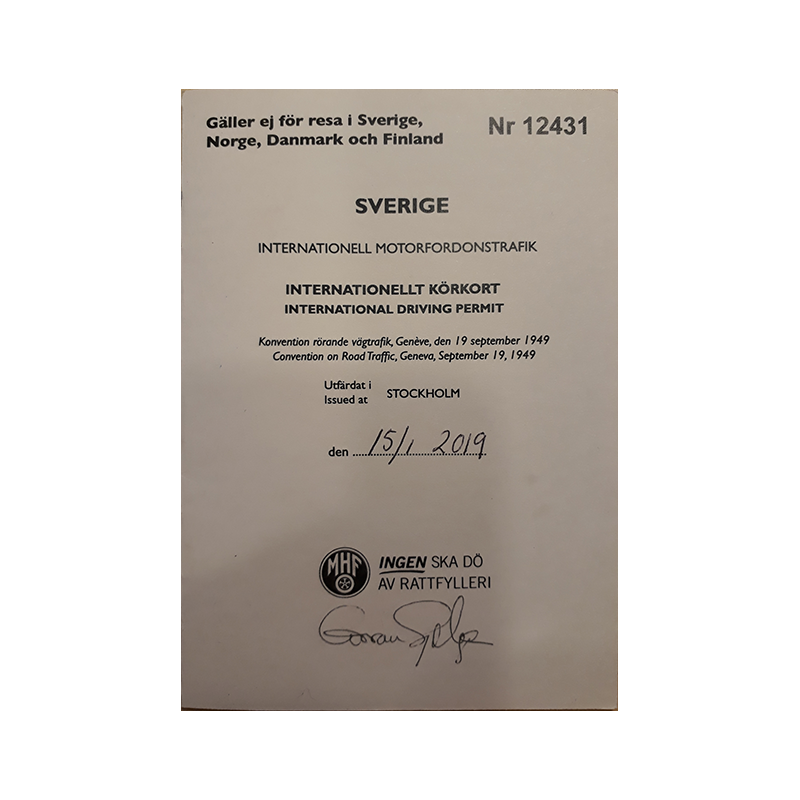 Gäller ej för resa i Sverige,
Norge, Danmark och Finland
Nr 12431
SVERIGE
INTERNATIONELL MOTORFORDONSTRAFIK
INTERNATIONELLT KÖRKORT
INTERNATIONAL DRIVING PERMIT
Konvention rörande vägtrafik, Genève, den 19 september 1949
Convention on Road Traffic, Geneva, September 19, 1949
Utfärdat i
Issued at STOCKHOLM
den 15/1 2019
MHF
INGEN SKA DÖ
AV RATTFYLLERI
Göran